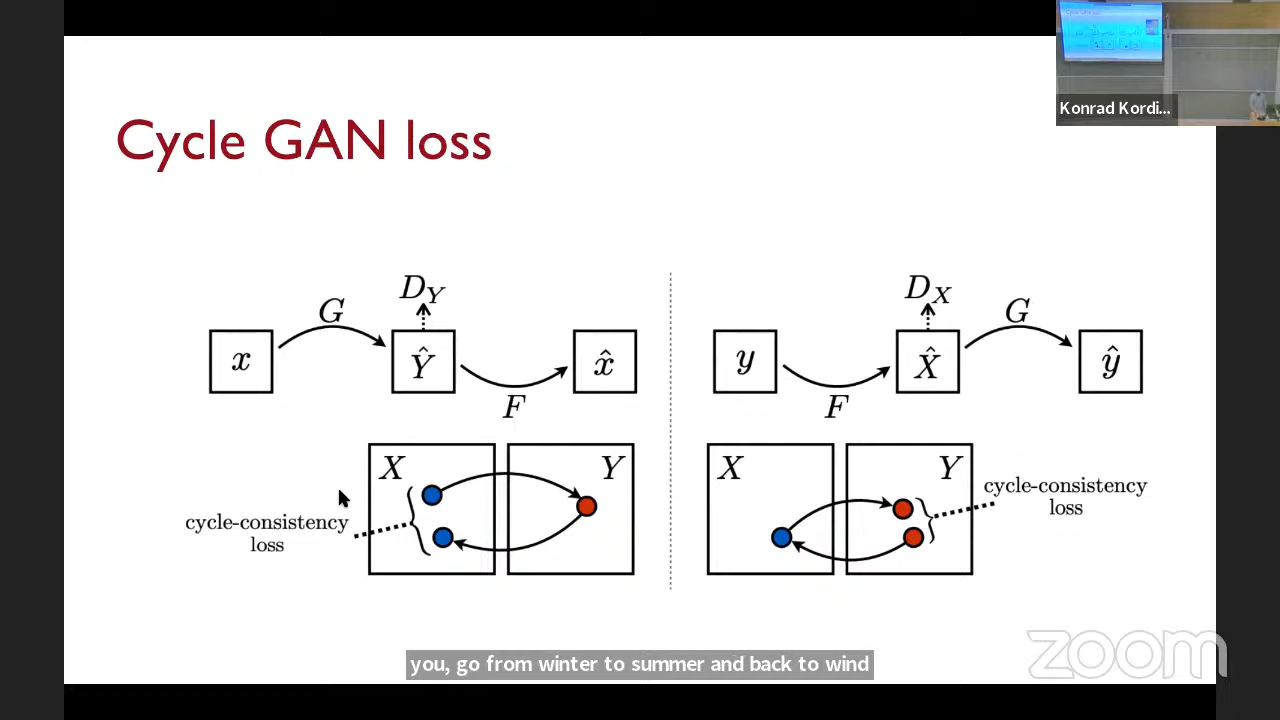 Konrad Kordi...
Cycle GAN loss
D_Y
G
x
Ŷ
x̂
F
D_X
G
y
X̂
ŷ
F
X
Y
cycle-consistency
loss
X
Y
cycle-consistency
loss
you, go from winter to summer and back to wind
zoom